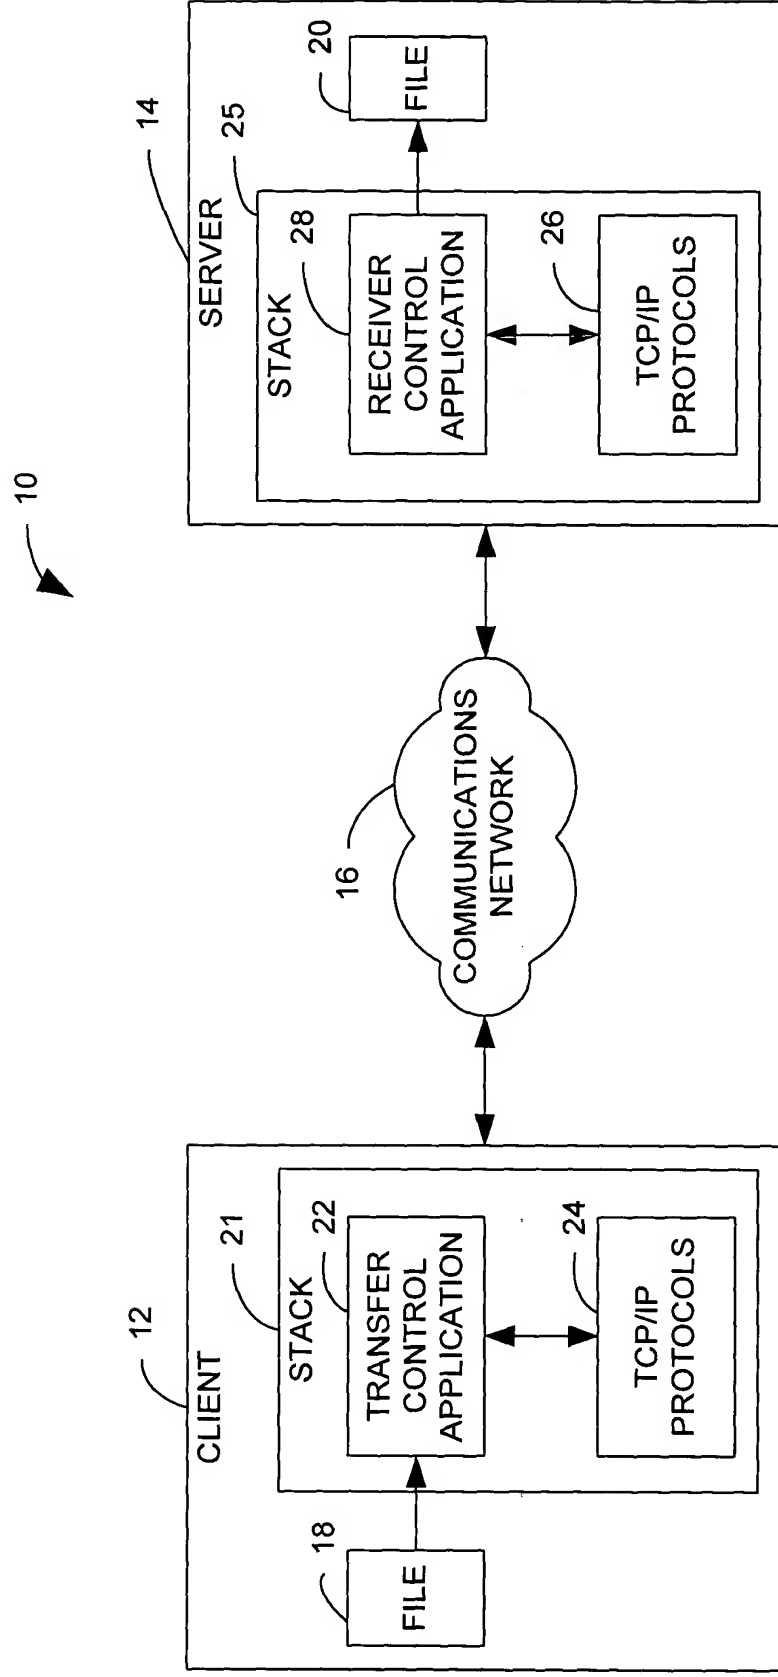 10
12
CLIENT
21
STACK
18
FILE
22
TRANSFER
CONTROL
APPLICATION
24
TCP/IP
PROTOCOLS
16
COMMUNICATIONS
NETWORK
14
SERVER
25
STACK
28
RECEIVER
CONTROL
APPLICATION
20
FILE
26
TCP/IP
PROTOCOLS